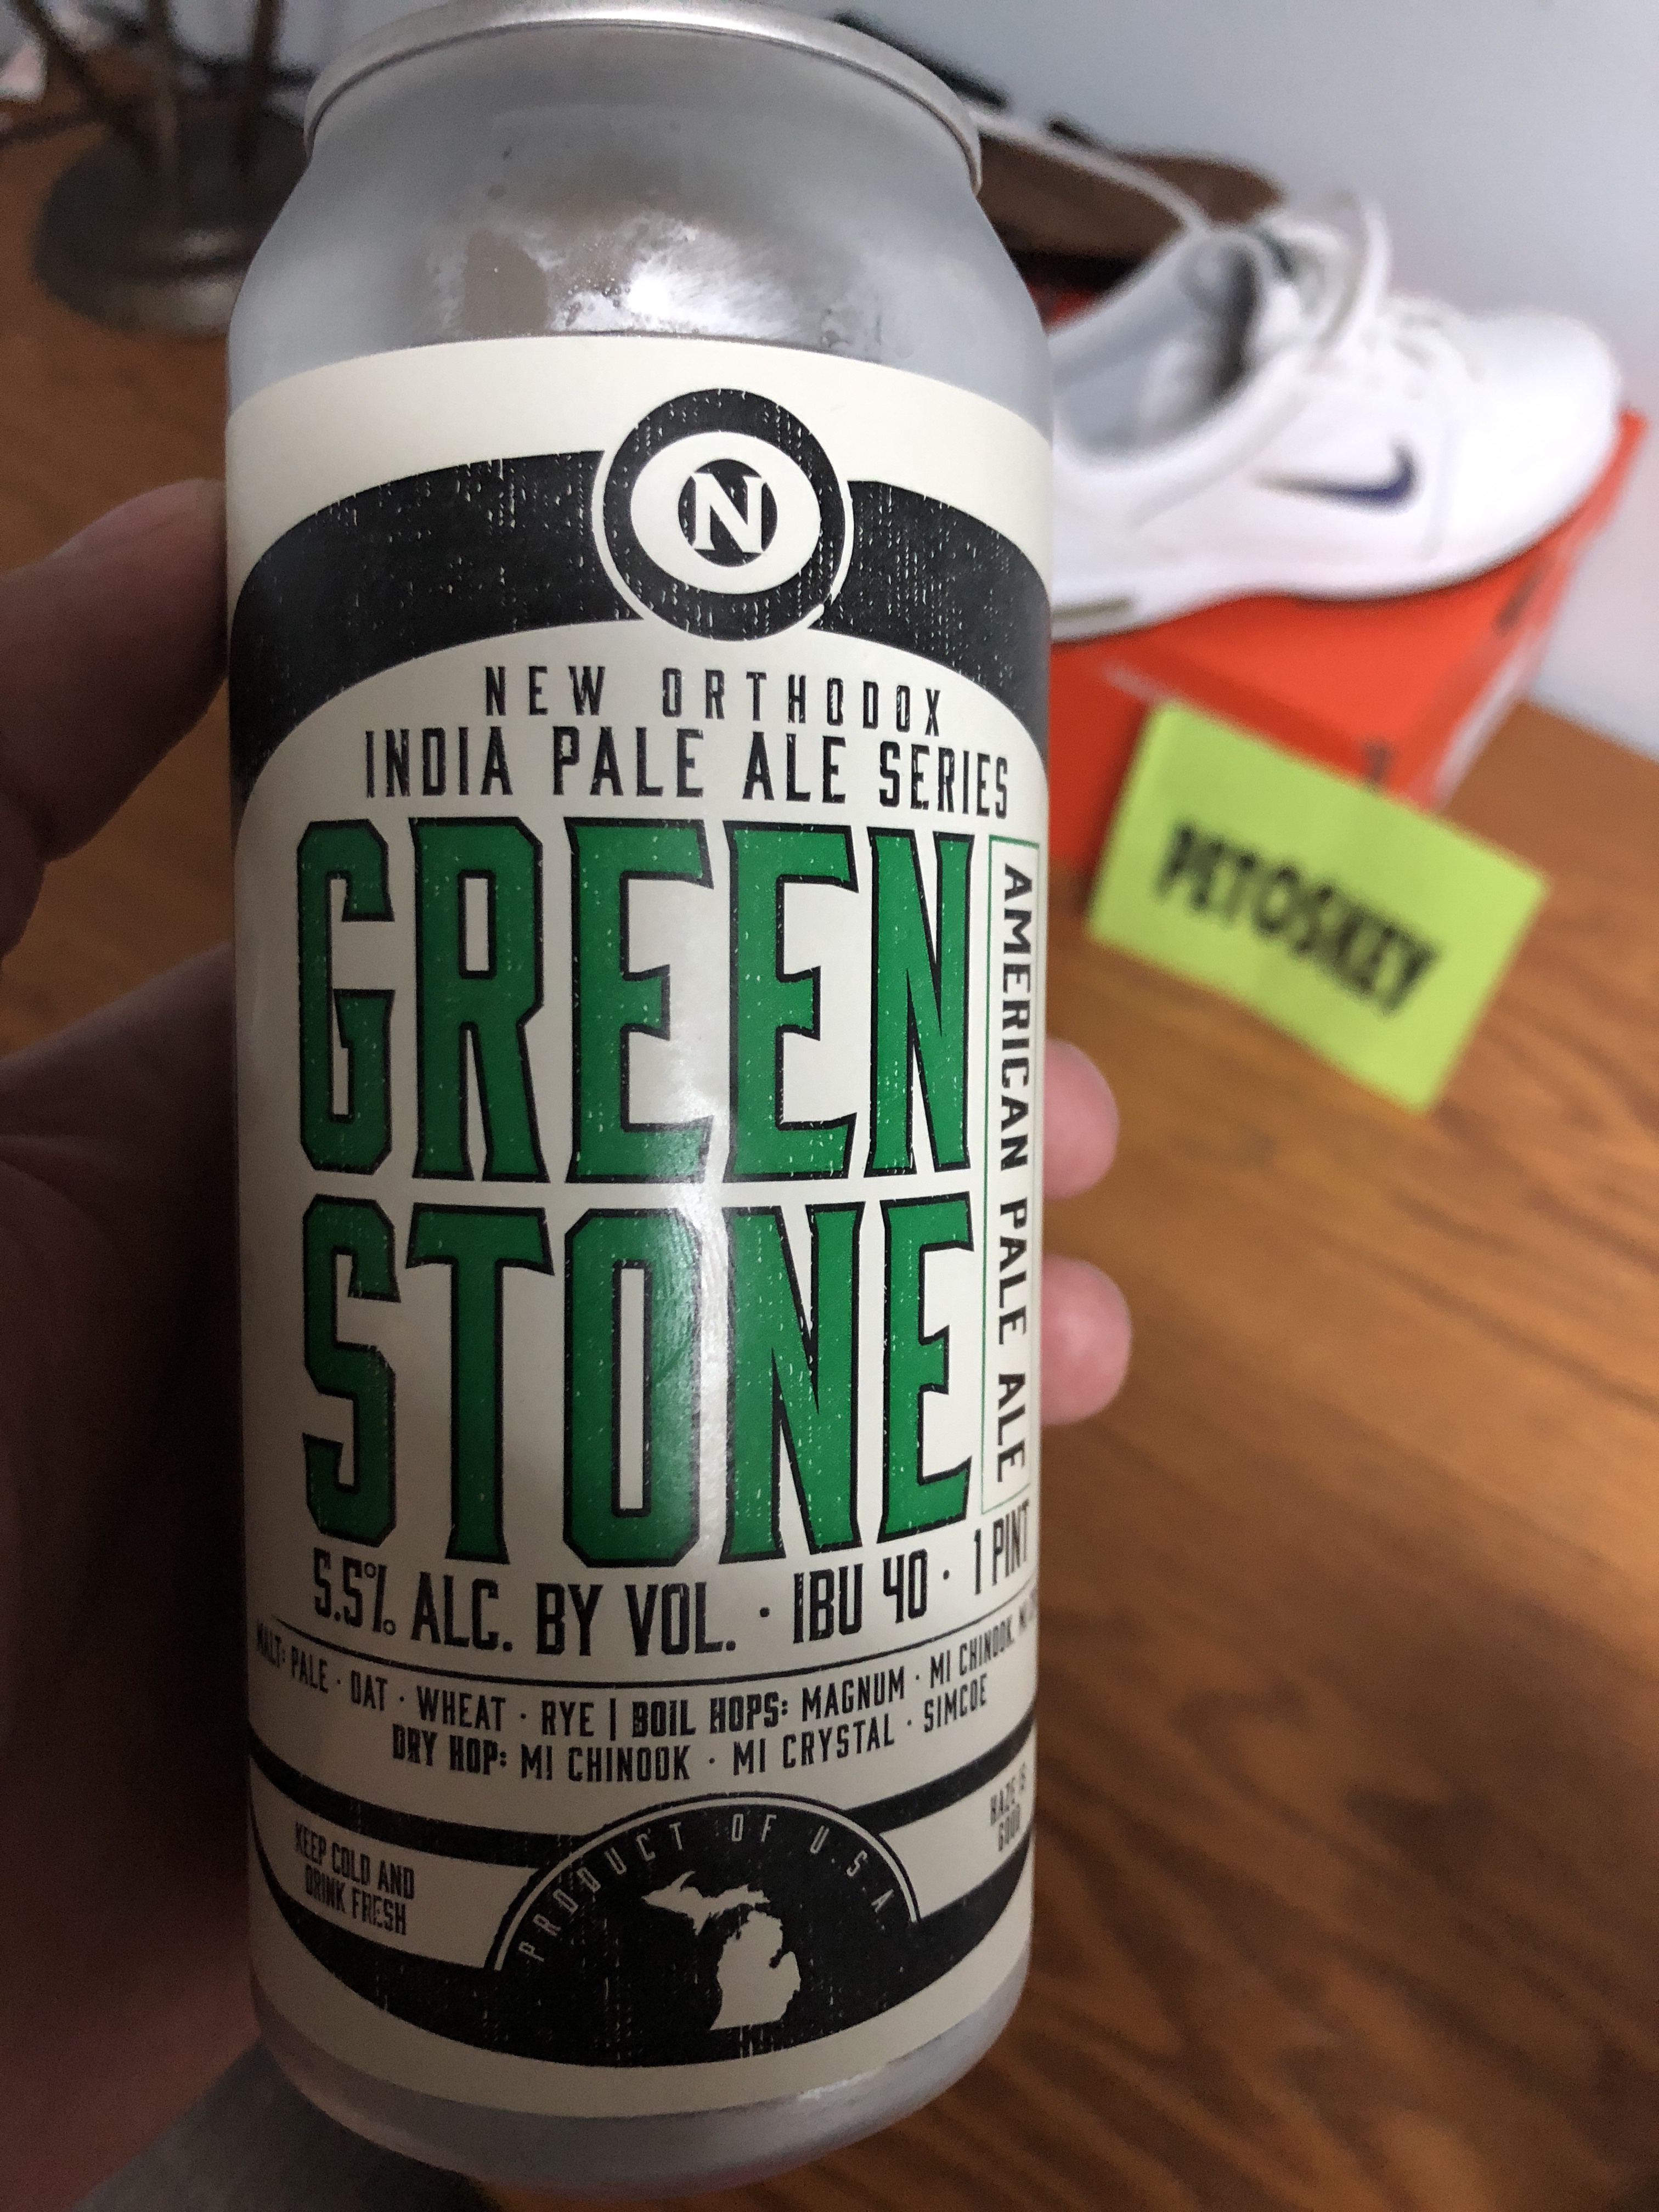 N
NEW ORTHODOX
INDIA PALE ALE SERIES
GREEN
STONE
AMERICAN PALE ALE
5.5% ALC. BY VOL. · IBU 40 · 1 PINT
MALT: PALE · OAT · WHEAT · RYE | BOIL HOPS: MAGNUM · MI CHINOOK,
DRY HOP: MI CHINOOK · MI CRYSTAL · SIMCOE
KEEP COLD AND
DRINK FRESH
PRODUCT OF U.S.A.
HAZE IS
GOOD
PETOSKEY